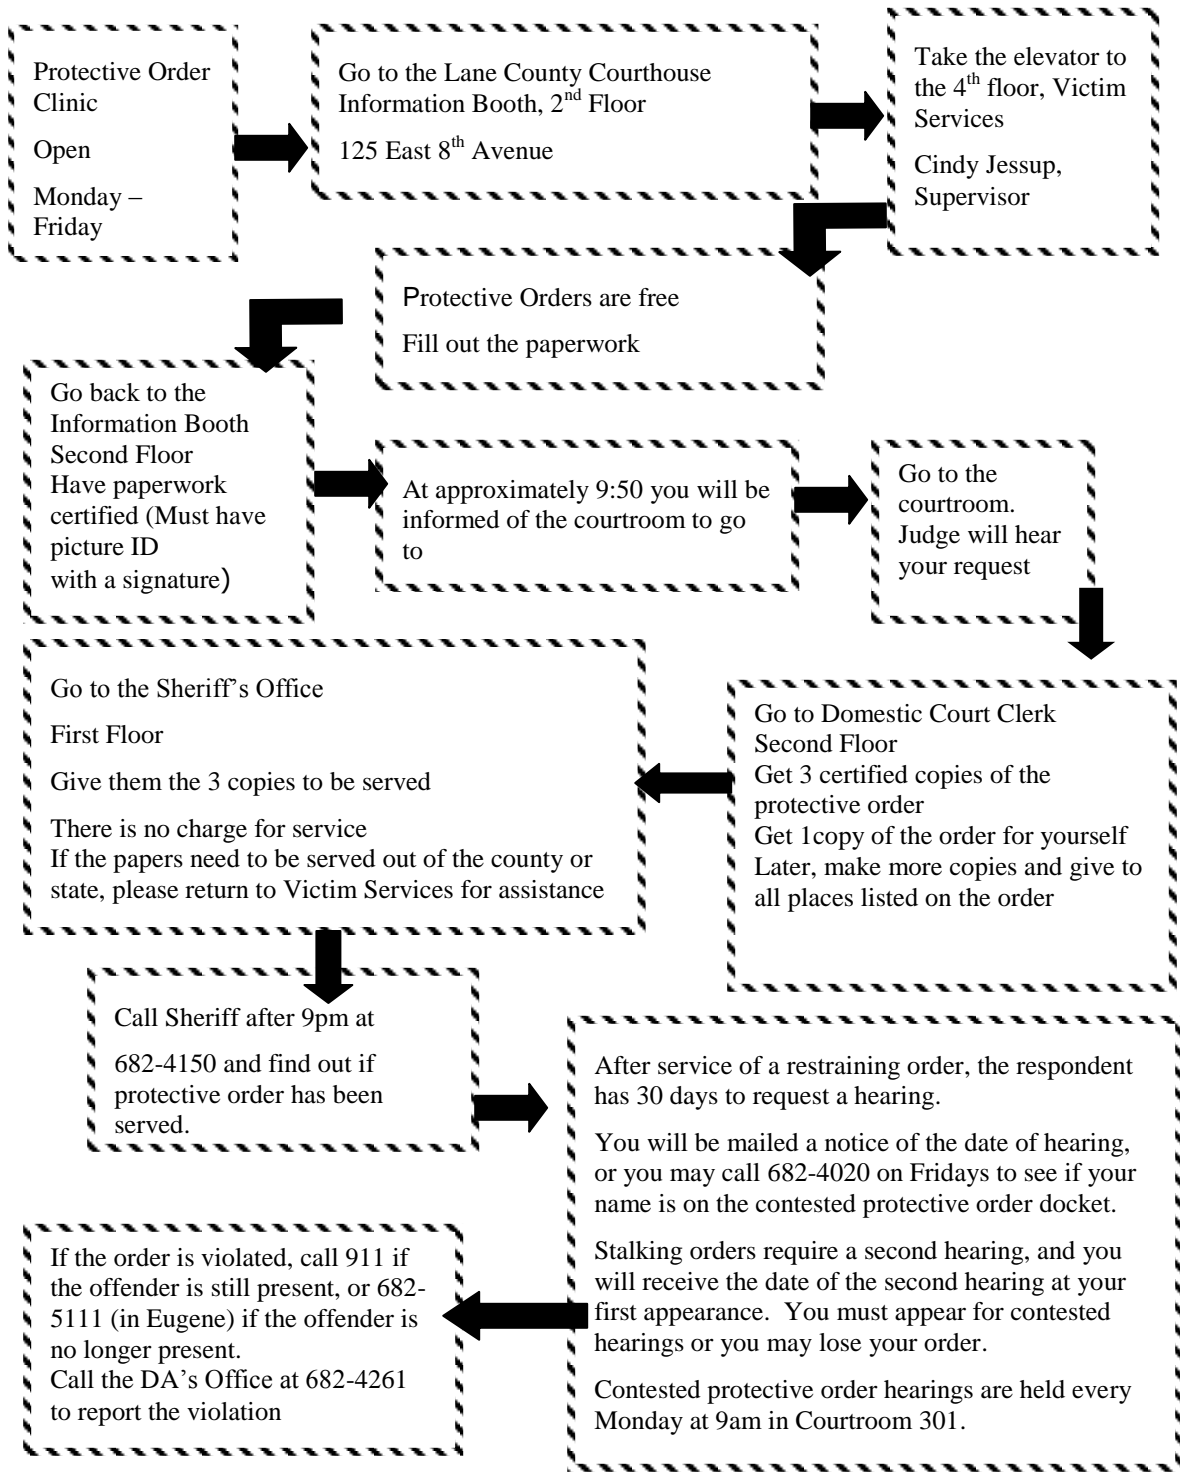 Protective Order
Clinic
Open
Monday –
Friday
Go to the Lane County Courthouse
Information Booth, 2nd Floor
125 East 8th Avenue
Take the elevator to
the 4th floor, Victim
Services
Cindy Jessup,
Supervisor
Protective Orders are free
Fill out the paperwork
Go back to the
Information Booth
Second Floor
Have paperwork
certified (Must have
picture ID
with a signature)
At approximately 9:50 you will be
informed of the courtroom to go
to
Go to the
courtroom.
Judge will hear
your request
Go to Domestic Court Clerk
Second Floor
Get 3 certified copies of the
protective order
Get 1copy of the order for yourself
Later, make more copies and give to
all places listed on the order
Go to the Sheriff’s Office
First Floor
Give them the 3 copies to be served
There is no charge for service
If the papers need to be served out of the county or
state, please return to Victim Services for assistance
Call Sheriff after 9pm at
682-4150 and find out if
protective order has been
served.
After service of a restraining order, the respondent
has 30 days to request a hearing.
You will be mailed a notice of the date of hearing,
or you may call 682-4020 on Fridays to see if your
name is on the contested protective order docket.
Stalking orders require a second hearing, and you
will receive the date of the second hearing at your
first appearance.  You must appear for contested
hearings or you may lose your order.
Contested protective order hearings are held every
Monday at 9am in Courtroom 301.
If the order is violated, call 911 if
the offender is still present, or 682-
5111 (in Eugene) if the offender is
no longer present.
Call the DA’s Office at 682-4261
to report the violation